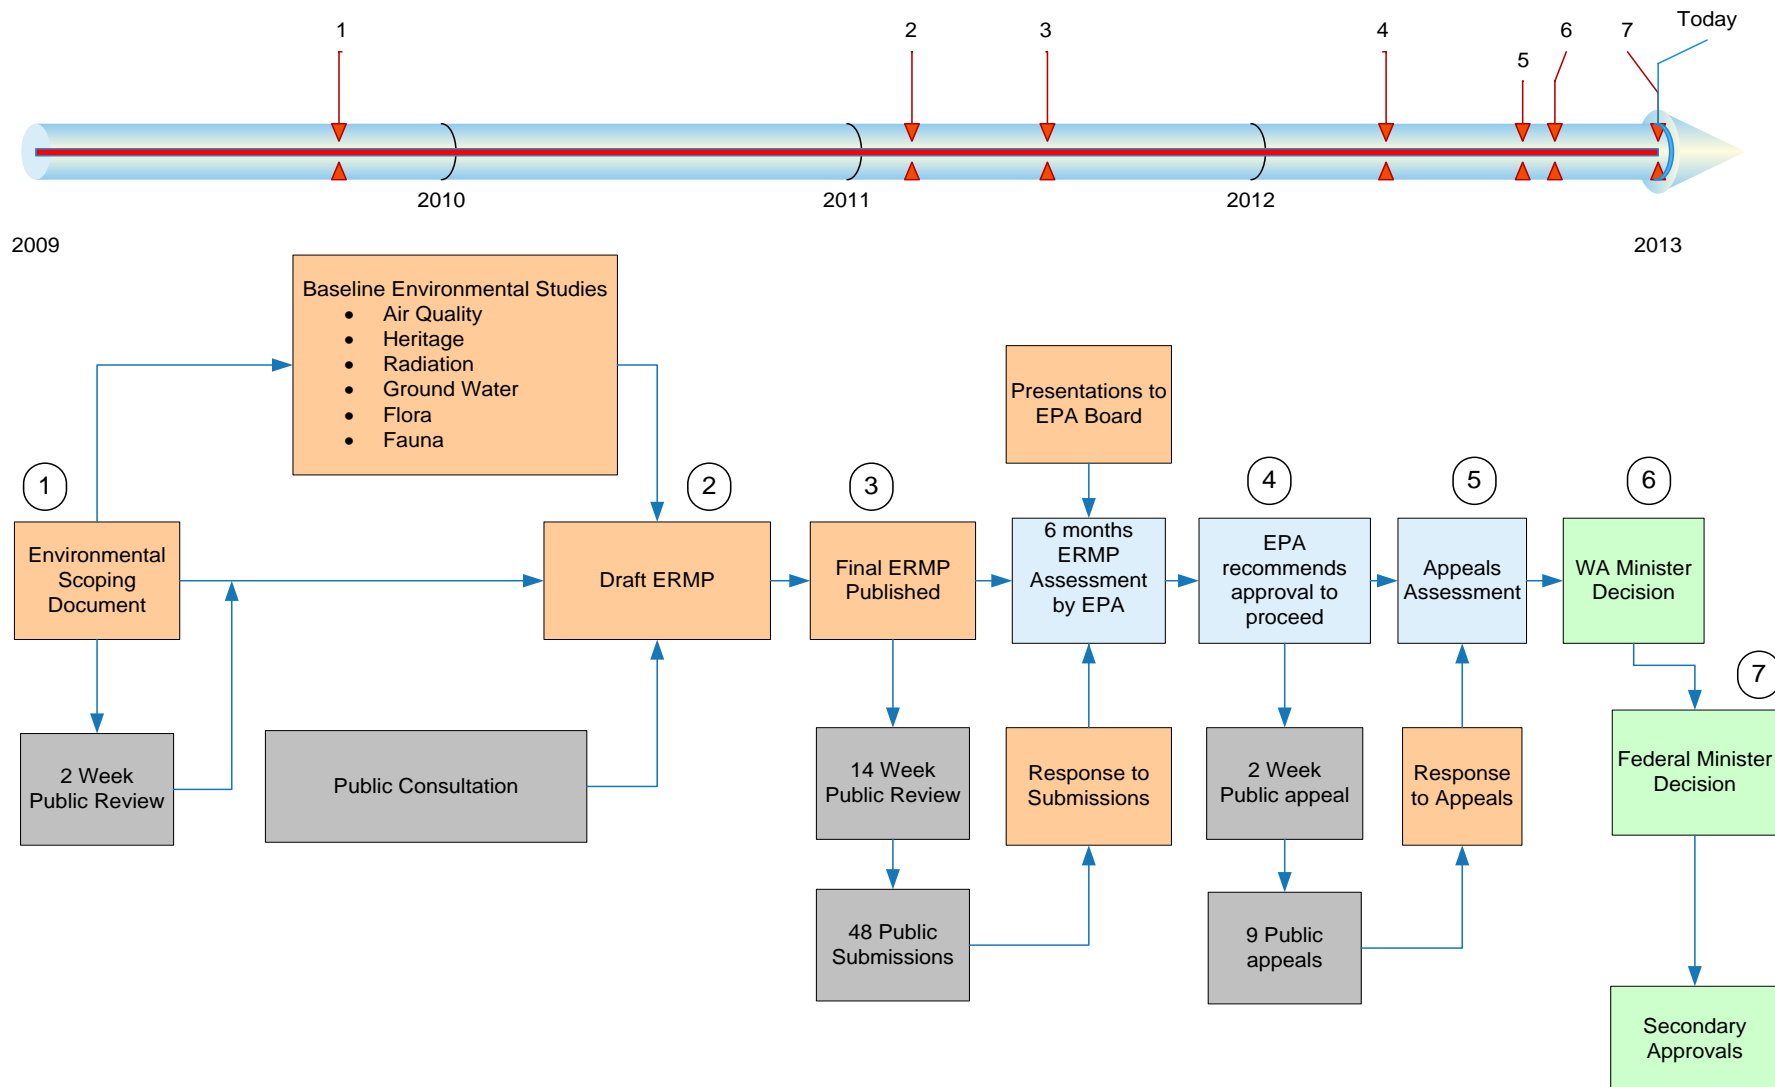 Today
1
2
3
4
5
6
7
2010
2011
2012
2009
2013
Baseline Environmental Studies
• Air Quality
• Heritage
• Radiation
• Ground Water
• Flora
• Fauna
Presentations to
EPA Board
1
2
3
4
5
6
7
Environmental
Scoping
Document
Draft ERMP
Final ERMP
Published
6 months
ERMP
Assessment
by EPA
EPA
recommends
approval to
proceed
Appeals
Assessment
WA Minister
Decision
2 Week
Public Review
Public Consultation
14 Week
Public Review
Response to
Submissions
2 Week
Public appeal
Response
to Appeals
Federal Minister
Decision
48 Public
Submissions
9 Public
appeals
Secondary
Approvals